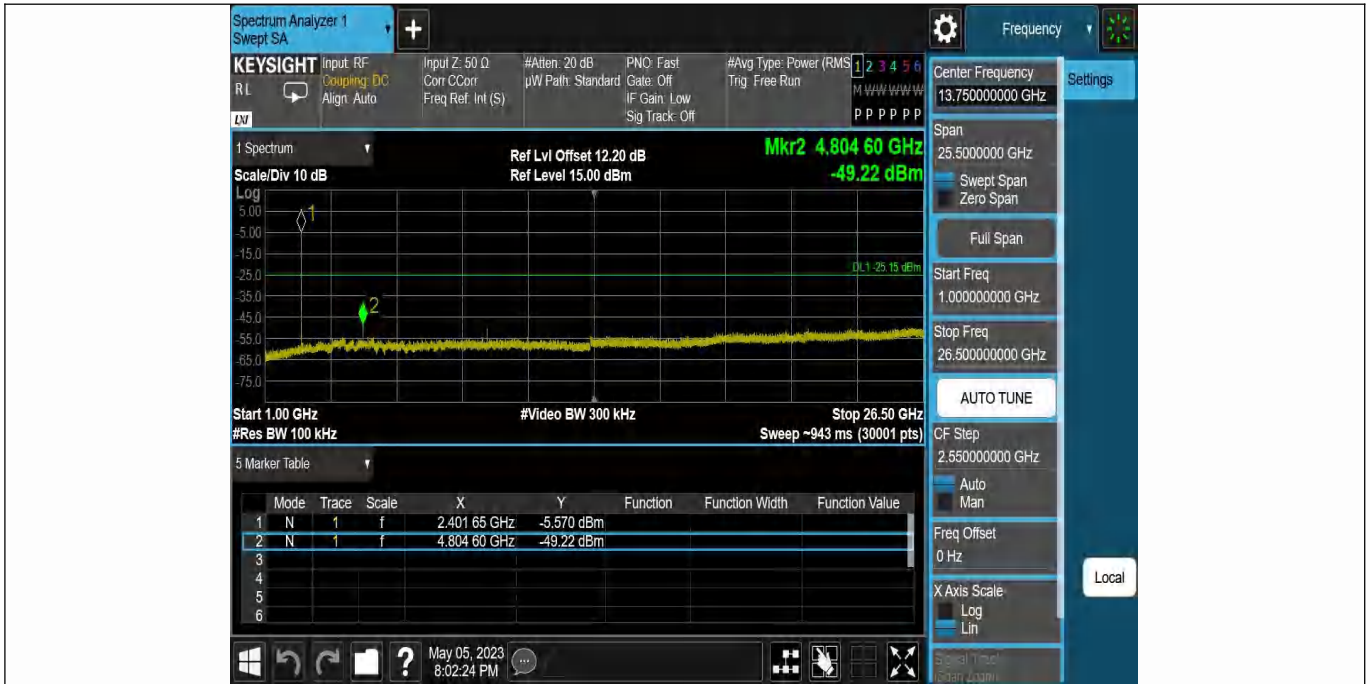 Spectrum Analyzer 1
Swept SA
+
Frequency
KEYSIGHT
RL
LXI
Input: RF
Coupling: DC
Align: Auto
Input Z: 50 Ω
Corr CCorr
Freq Ref: Int (S)
#Atten: 20 dB
µW Path: Standard
PNO: Fast
Gate: Off
IF Gain: Low
Sig Track: Off
#Avg Type: Power (RMS
Trig: Free Run
1 2 3 4 5 6
M W W W W W
P P P P P P
1 Spectrum
Scale/Div 10 dB
Ref Lvl Offset 12.20 dB
Ref Level 15.00 dBm
Mkr2 4.804 60 GHz
-49.22 dBm
Log
5.00
-5.00
-15.0
-25.0
-35.0
-45.0
-55.0
-65.0
-75.0
1
2
DL1 -25.15 dBm
Start 1.00 GHz
#Video BW 300 kHz
Stop 26.50 GHz
#Res BW 100 kHz
Sweep ~943 ms (30001 pts)
5 Marker Table
Mode Trace Scale X Y Function Function Width Function Value
1 N 1 f 2.401 65 GHz -5.570 dBm
2 N 1 f 4.804 60 GHz -49.22 dBm
3
4
5
6
?
May 05, 2023
8:02:24 PM
Center Frequency
13.750000000 GHz
Settings
Span
25.5000000 GHz
Swept Span
Zero Span
Full Span
Start Freq
1.000000000 GHz
Stop Freq
26.500000000 GHz
AUTO TUNE
CF Step
2.550000000 GHz
Auto
Man
Freq Offset
0 Hz
X Axis Scale
Log
Lin
Local
Signal Track
(Span Zoom)